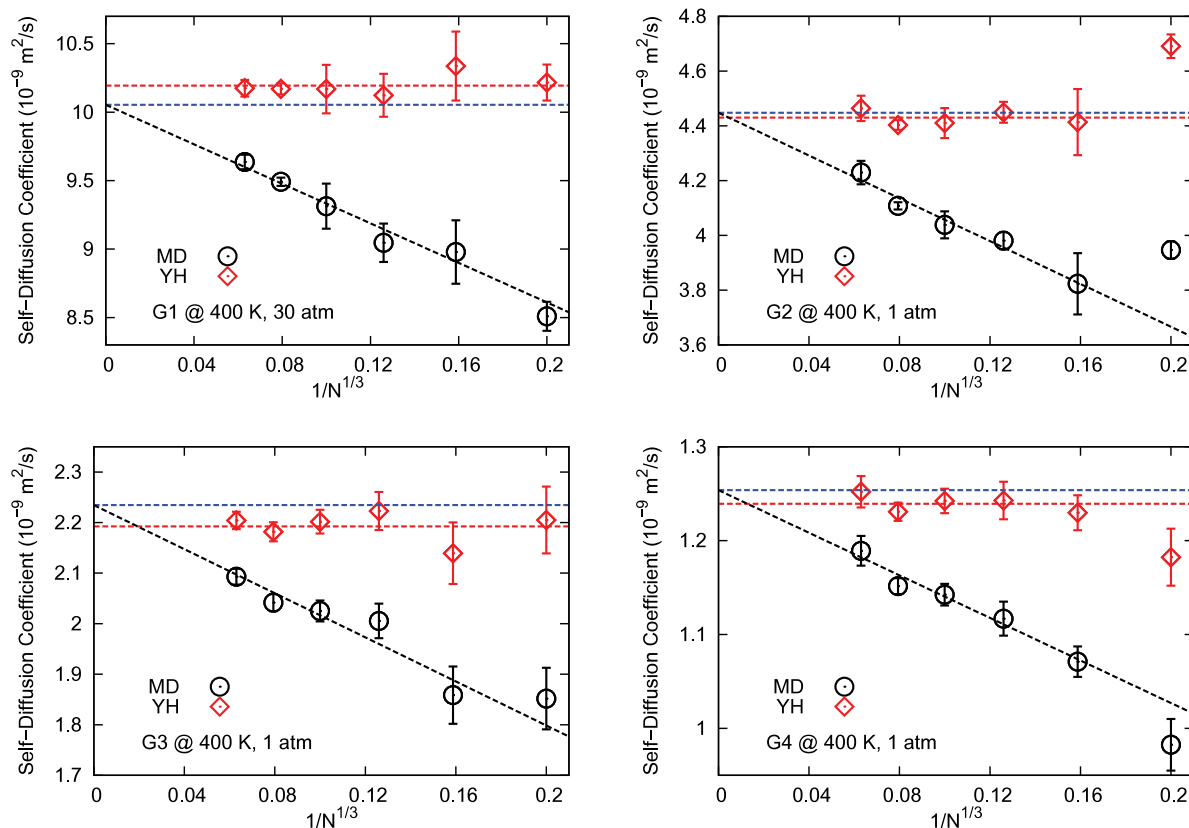 Self−Diffusion Coefficient (10−9 m2/s)
10.5
10
9.5
9
8.5
MD
YH
G1 @ 400 K, 30 atm
0 0.04 0.08 0.12 0.16 0.2
1/N1/3
Self−Diffusion Coefficient (10−9 m2/s)
4.8
4.6
4.4
4.2
4
3.8
3.6
MD
YH
G2 @ 400 K, 1 atm
0 0.04 0.08 0.12 0.16 0.2
1/N1/3
Self−Diffusion Coefficient (10−9 m2/s)
2.3
2.2
2.1
2
1.9
1.8
1.7
MD
YH
G3 @ 400 K, 1 atm
0 0.04 0.08 0.12 0.16 0.2
1/N1/3
Self−Diffusion Coefficient (10−9 m2/s)
1.3
1.2
1.1
1
MD
YH
G4 @ 400 K, 1 atm
0 0.04 0.08 0.12 0.16 0.2
1/N1/3